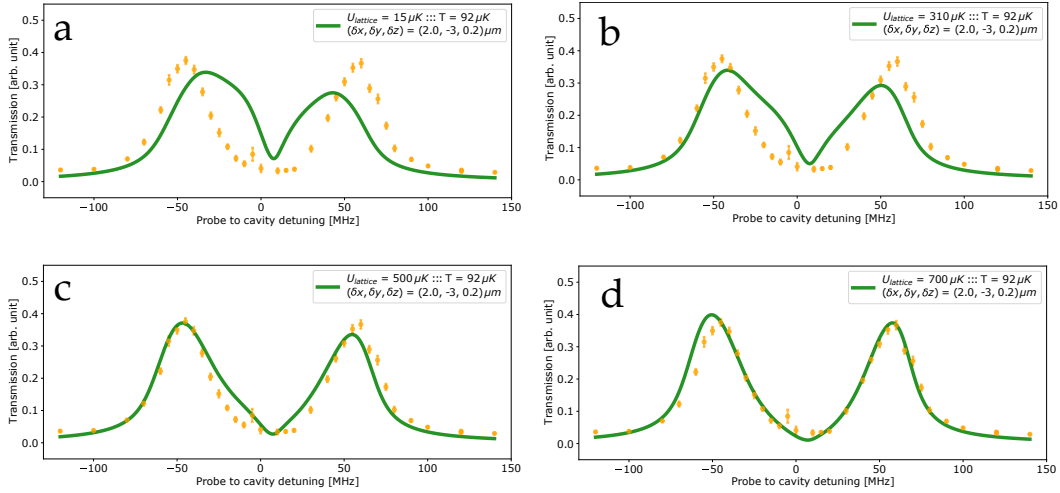 a
U_lattice = 15 μK ::: T = 92 μK
(δx, δy, δz) = (2.0, -3, 0.2)μm
Transmission [arb. unit]
0.5
0.4
0.3
0.2
0.1
0.0
−100 −50 0 50 100 150
Probe to cavity detuning [MHz]
b
U_lattice = 310 μK ::: T = 92 μK
(δx, δy, δz) = (2.0, -3, 0.2)μm
Transmission [arb. unit]
0.5
0.4
0.3
0.2
0.1
0.0
−100 −50 0 50 100 150
Probe to cavity detuning [MHz]
c
U_lattice = 500 μK ::: T = 92 μK
(δx, δy, δz) = (2.0, -3, 0.2)μm
Transmission [arb. unit]
0.5
0.4
0.3
0.2
0.1
0.0
−100 −50 0 50 100 150
Probe to cavity detuning [MHz]
d
U_lattice = 700 μK ::: T = 92 μK
(δx, δy, δz) = (2.0, -3, 0.2)μm
Transmission [arb. unit]
0.5
0.4
0.3
0.2
0.1
0.0
−100 −50 0 50 100 150
Probe to cavity detuning [MHz]